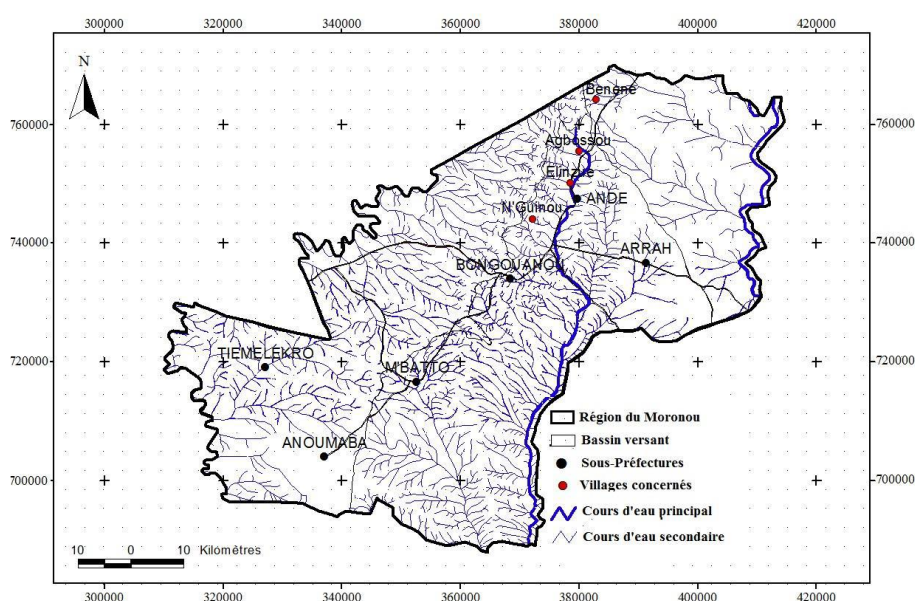 300000 320000 340000 360000 380000 400000 420000
N
Benene
760000 760000
Agbossou
Elinzue
ANDE
N'Guinou
740000 740000
ARRAH
BONGOUANOU
720000 720000
TIEMELEKRO
M'BATTO
Région du Moronou
ANOUMABA
Bassin versant
Sous-Préfectures
700000 700000
Villages concernés
Cours d'eau principal
Cours d'eau secondaire
10 0 10 Kilomètres
300000 320000 340000 360000 380000 400000 420000